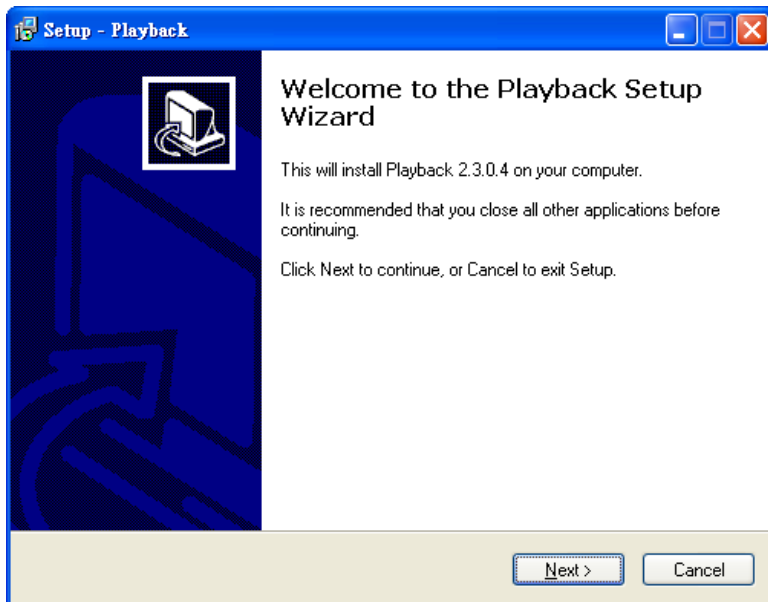 Setup - Playback
Welcome to the Playback Setup
Wizard
This will install Playback 2.3.0.4 on your computer.
It is recommended that you close all other applications before
continuing.
Click Next to continue, or Cancel to exit Setup.
Next >
Cancel